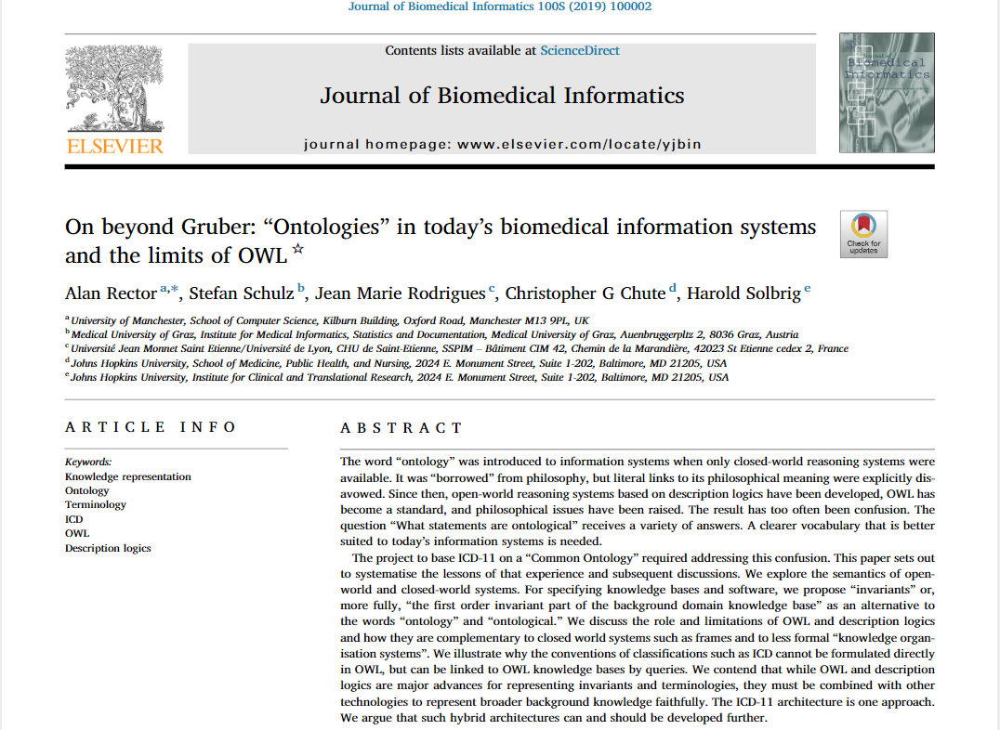 Journal of Biomedical Informatics 100S (2019) 100002
Contents lists available at ScienceDirect
Journal of Biomedical Informatics
journal homepage: www.elsevier.com/locate/yjbin
ELSEVIER
Biomedical
Informatics
On beyond Gruber: “Ontologies” in today’s biomedical information systems
and the limits of OWL☆
Check for
updates
Alan Rector a,*, Stefan Schulz b, Jean Marie Rodrigues c, Christopher G Chute d, Harold Solbrig e
a University of Manchester, School of Computer Science, Kilburn Building, Oxford Road, Manchester M13 9PL, UK
b Medical University of Graz, Institute for Medical Informatics, Statistics and Documentation, Medical University of Graz, Auenbruggerpltz 2, 8036 Graz, Austria
c Université Jean Monnet Saint Etienne/Université de Lyon, CHU de Saint-Etienne, SSPIM – Bâtiment CIM 42, Chemin de la Marandière, 42023 St Etienne cedex 2, France
d Johns Hopkins University, School of Medicine, Public Health, and Nursing, 2024 E. Monument Street, Suite 1-202, Baltimore, MD 21205, USA
e Johns Hopkins University, Institute for Clinical and Translational Research, 2024 E. Monument Street, Suite 1-202, Baltimore, MD 21205, USA
ARTICLE INFO
Keywords:
Knowledge representation
Ontology
Terminology
ICD
OWL
Description logics
ABSTRACT
The word “ontology” was introduced to information systems when only closed-world reasoning systems were
available. It was “borrowed” from philosophy, but literal links to its philosophical meaning were explicitly dis-
avowed. Since then, open-world reasoning systems based on description logics have been developed, OWL has
become a standard, and philosophical issues have been raised. The result has too often been confusion. The
question “What statements are ontological” receives a variety of answers. A clearer vocabulary that is better
suited to today’s information systems is needed.
The project to base ICD-11 on a “Common Ontology” required addressing this confusion. This paper sets out
to systematise the lessons of that experience and subsequent discussions. We explore the semantics of open-
world and closed-world systems. For specifying knowledge bases and software, we propose “invariants” or,
more fully, “the first order invariant part of the background domain knowledge base” as an alternative to
the words “ontology” and “ontological.” We discuss the role and limitations of OWL and description logics
and how they are complementary to closed world systems such as frames and to less formal “knowledge organ-
isation systems”. We illustrate why the conventions of classifications such as ICD cannot be formulated directly
in OWL, but can be linked to OWL knowledge bases by queries. We contend that while OWL and description
logics are major advances for representing invariants and terminologies, they must be combined with other
technologies to represent broader background knowledge faithfully. The ICD-11 architecture is one approach.
We argue that such hybrid architectures can and should be developed further.